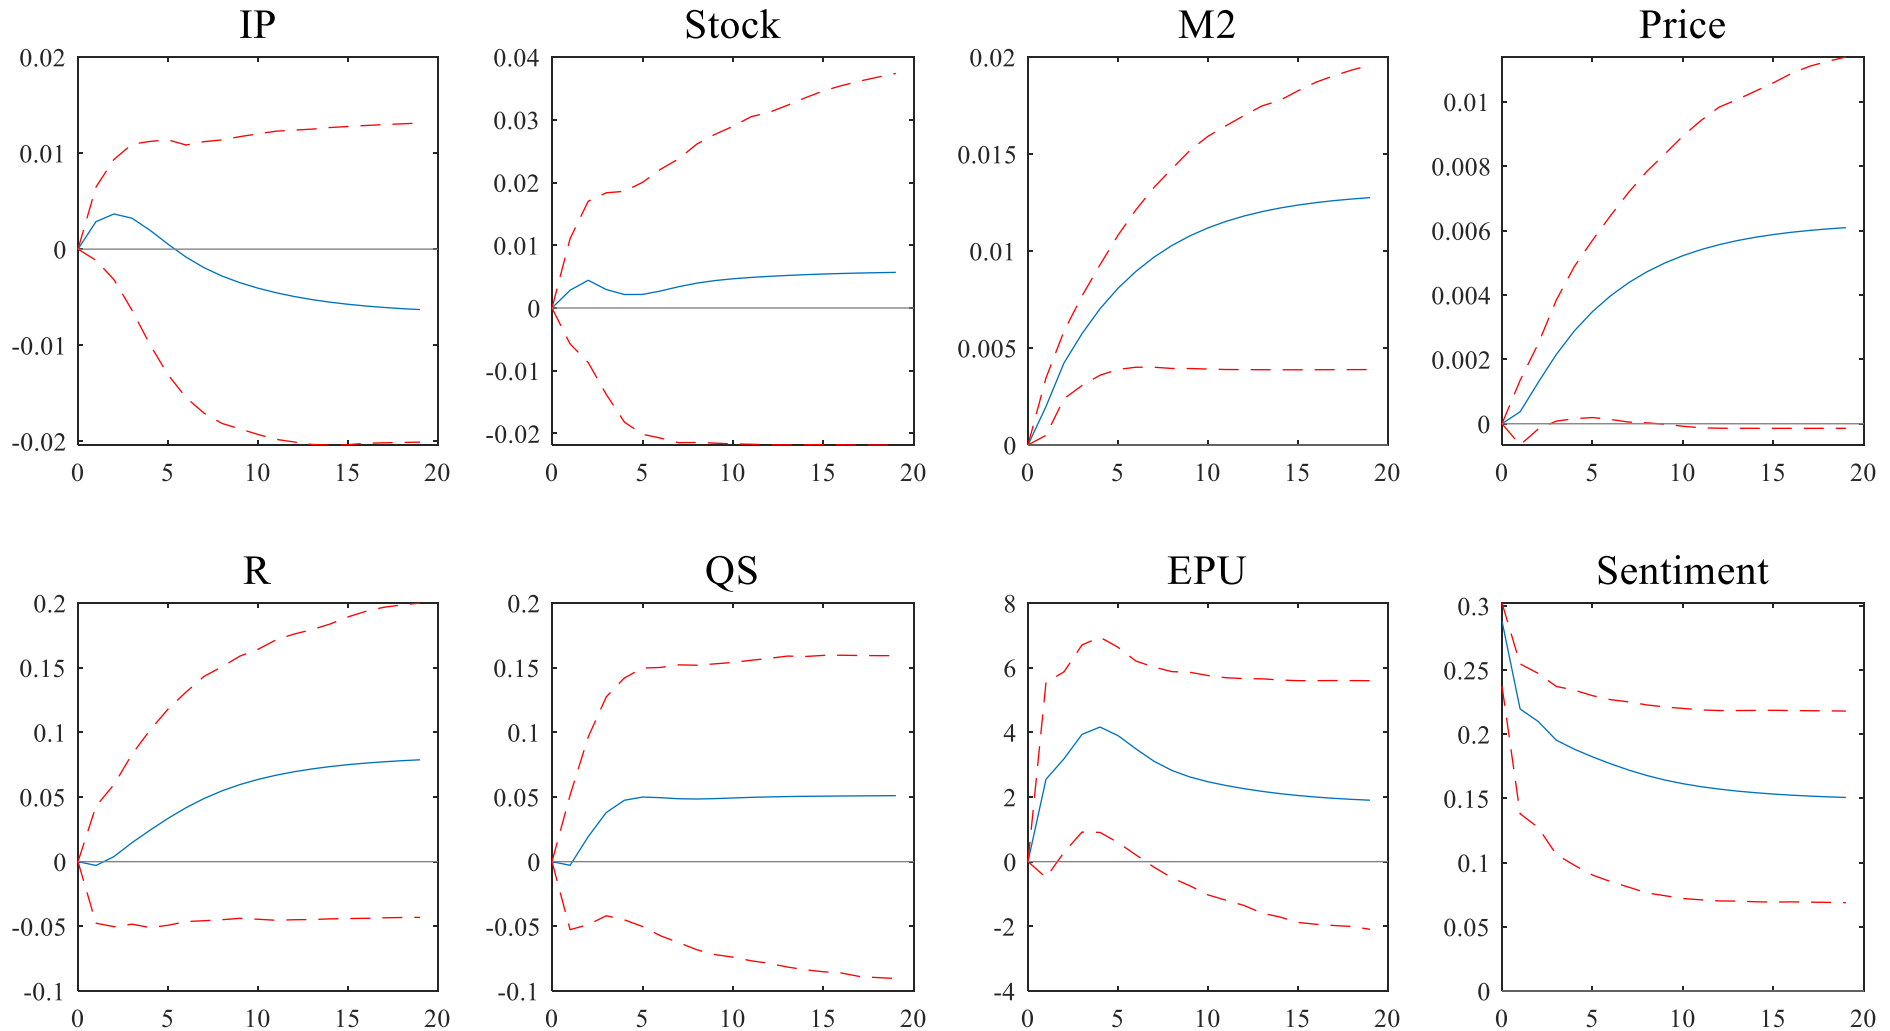 IP Stock M2 Price
0.02 0.04 0.02
0.01
0.03
0.01 0.015 0.008
0.02
0 0.01 0.01 0.006
0 0.004
-0.01 0.005
-0.01 0.002
-0.02 -0.02 0 0
0 5 10 15 20 0 5 10 15 20 0 5 10 15 20 0 5 10 15 20
R QS EPU Sentiment
0.2 0.2 8 0.3
0.15 0.15 6 0.25
0.1 0.1 4 0.2
0.05 0.05 2 0.15
0 0 0 0.1
-0.05 -0.05 -2 0.05
-0.1 -0.1 -4 0
0 5 10 15 20 0 5 10 15 20 0 5 10 15 20 0 5 10 15 20